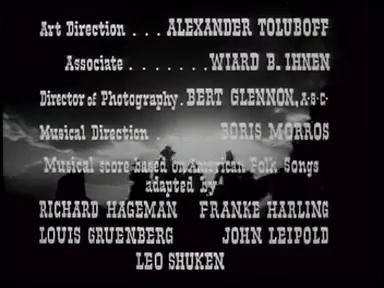 Art Direction . . . ALEXANDER TOLUBOFF
Associate . . . . . . . WIARD B. IHNEN
Director of Photography . BERT GLENNON, A·S·C·
Musical Direction . . . . . BORIS MORROS
Musical score based on American Folk Songs
adapted by
RICHARD HAGEMAN FRANKE HARLING
LOUIS GRUENBERG JOHN LEIPOLD
LEO SHUKEN